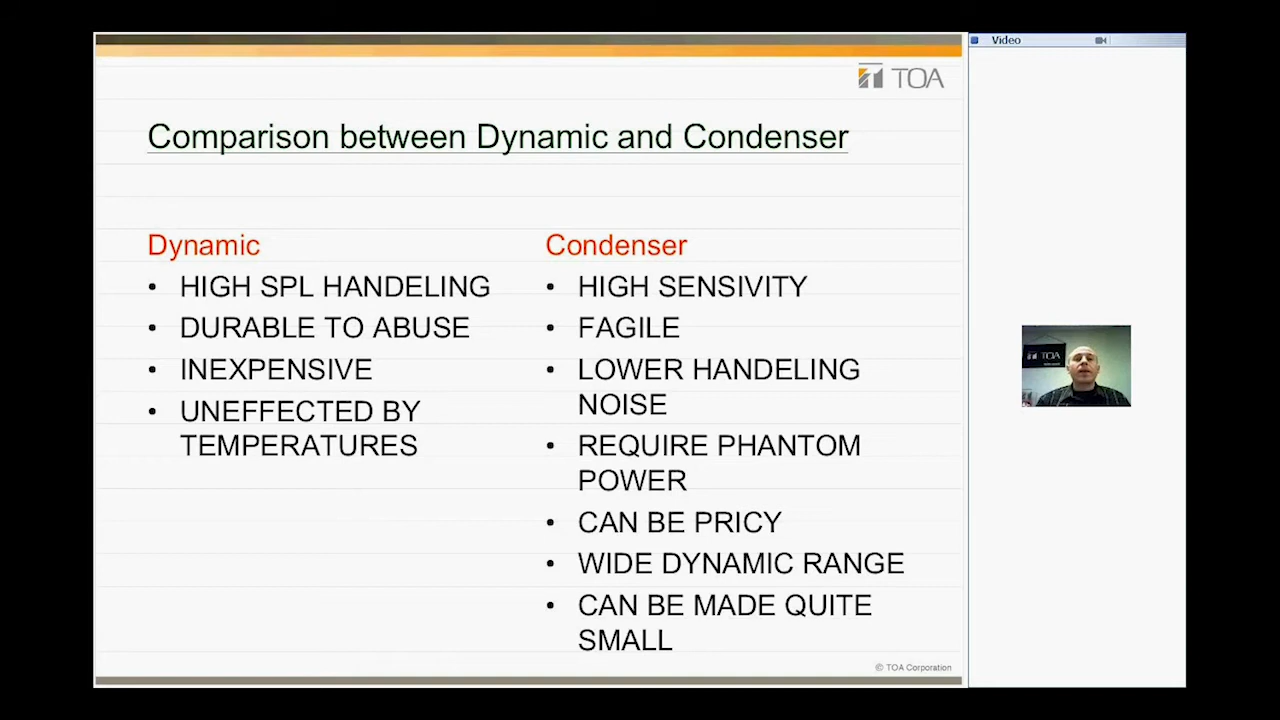 TOA
Comparison between Dynamic and Condenser
Dynamic
• HIGH SPL HANDELING
• DURABLE TO ABUSE
• INEXPENSIVE
• UNEFFECTED BY
TEMPERATURES
Condenser
• HIGH SENSIVITY
• FAGILE
• LOWER HANDELING
NOISE
• REQUIRE PHANTOM
POWER
• CAN BE PRICY
• WIDE DYNAMIC RANGE
• CAN BE MADE QUITE
SMALL
© TOA Corporation
Video
TOA